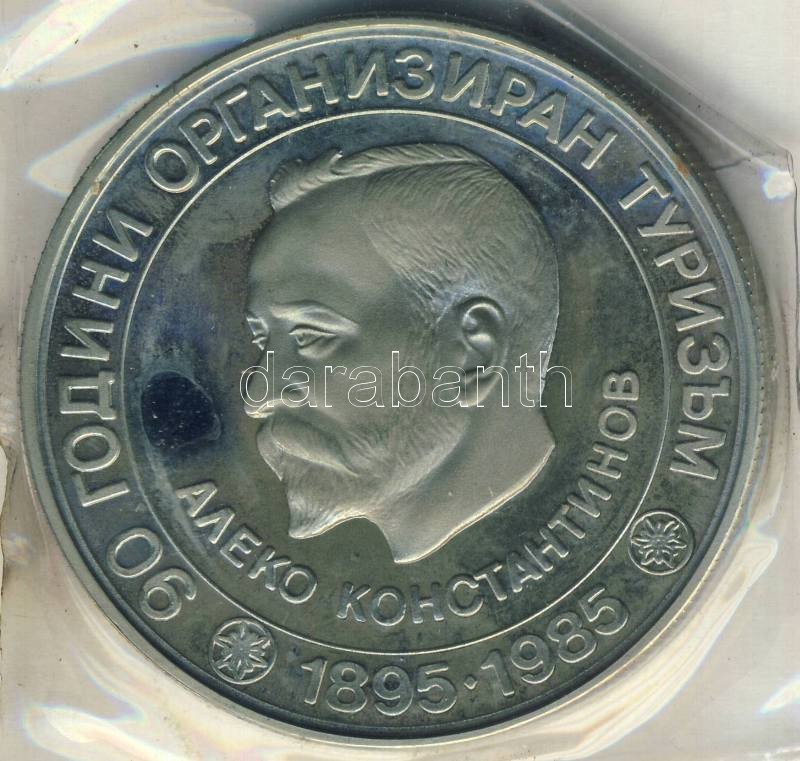 90 ГОДИНИ ОРГАНИЗИРАН ТУРИЗЪМ
АЛЕКО КОНСТАНТИНОВ
1895·1985
darabanth